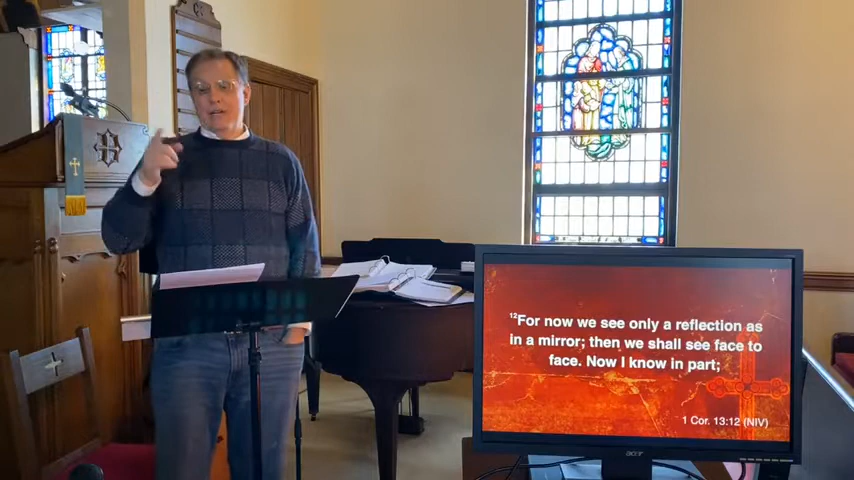 ¹²For now we see only a reflection as
in a mirror; then we shall see face to
face. Now I know in part;
1 Cor. 13:12 (NIV)
acer